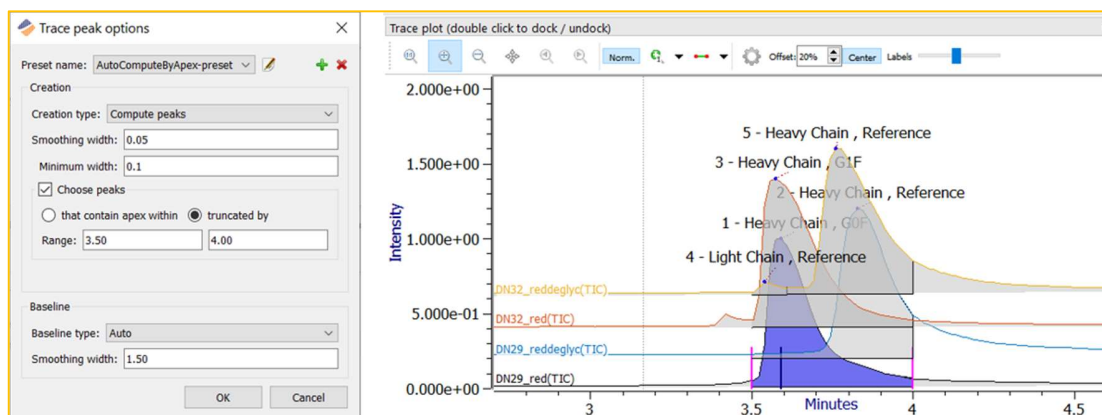 Trace peak options
Preset name: AutoComputeByApex-preset
Creation
Creation type: Compute peaks
Smoothing width: 0.05
Minimum width: 0.1
Choose peaks
that contain apex within truncated by
Range: 3.50 4.00
Baseline
Baseline type: Auto
Smoothing width: 1.50
OK Cancel
Trace plot (double click to dock / undock)
Norm. Offset: 20% Center Labels
2.000e+00
1.500e+00
1.000e+00
5.000e-01
0.000e+00
Intensity
5 - Heavy Chain , Reference
3 - Heavy Chain , G1F
2 - Heavy Chain , Reference
1 - Heavy Chain , G0F
4 - Light Chain , Reference
DN32_reddeglyc(TIC)
DN32_red(TIC)
DN29_reddeglyc(TIC)
DN29_red(TIC)
3 3.5 4 4.5
Minutes